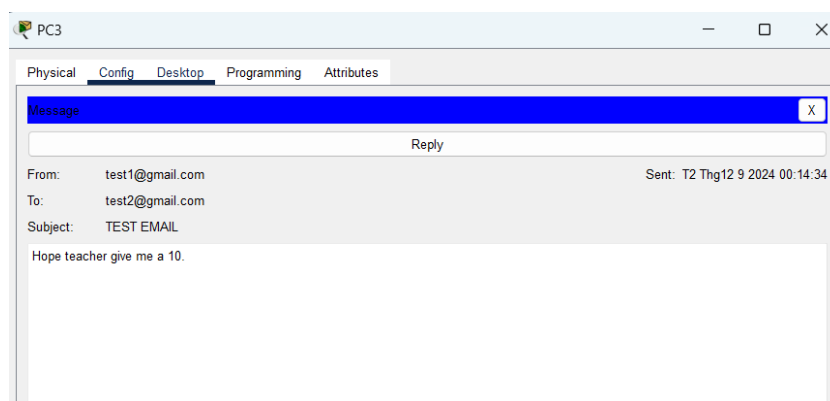 PC3
Physical Config Desktop Programming Attributes
Message
X
Reply
From: test1@gmail.com Sent: T2 Thg12 9 2024 00:14:34
To: test2@gmail.com
Subject: TEST EMAIL
Hope teacher give me a 10.